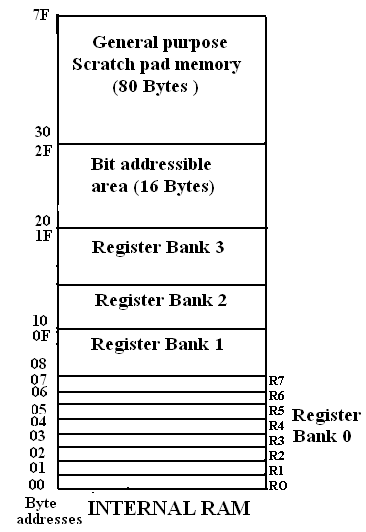 7F
General purpose
Scratch pad memory
(80 Bytes )
30
2F
Bit addressible
area (16 Bytes)
20
1F
Register Bank 3
Register Bank 2
10
0F
Register Bank 1
08
07 R7
06 R6
05 R5
04 R4
03 R3
02 R2
01 R1
00 RO
Register
Bank 0
Byte
addresses
INTERNAL RAM